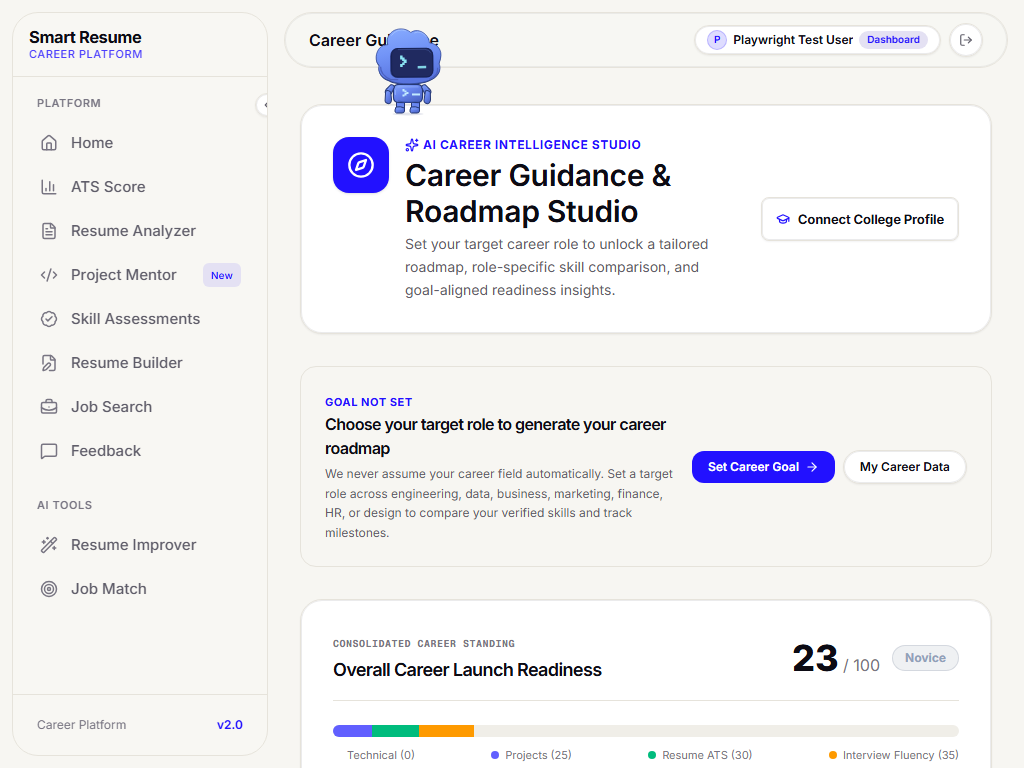 Smart Resume
CAREER PLATFORM
PLATFORM
Home
ATS Score
Resume Analyzer
Project Mentor
New
Skill Assessments
Resume Builder
Job Search
Feedback
AI TOOLS
Resume Improver
Job Match
Career Platform
v2.0
Career
P
Playwright Test User
Dashboard
AI CAREER INTELLIGENCE STUDIO
Career Guidance &
Roadmap Studio
Set your target career role to unlock a tailored
roadmap, role-specific skill comparison, and
goal-aligned readiness insights.
Connect College Profile
GOAL NOT SET
Choose your target role to generate your career
roadmap
We never assume your career field automatically. Set a target
role across engineering, data, business, marketing, finance,
HR, or design to compare your verified skills and track
milestones.
Set Career Goal
My Career Data
CONSOLIDATED CAREER STANDING
Overall Career Launch Readiness
23 / 100
Novice
Technical (0)
Projects (25)
Resume ATS (30)
Interview Fluency (35)